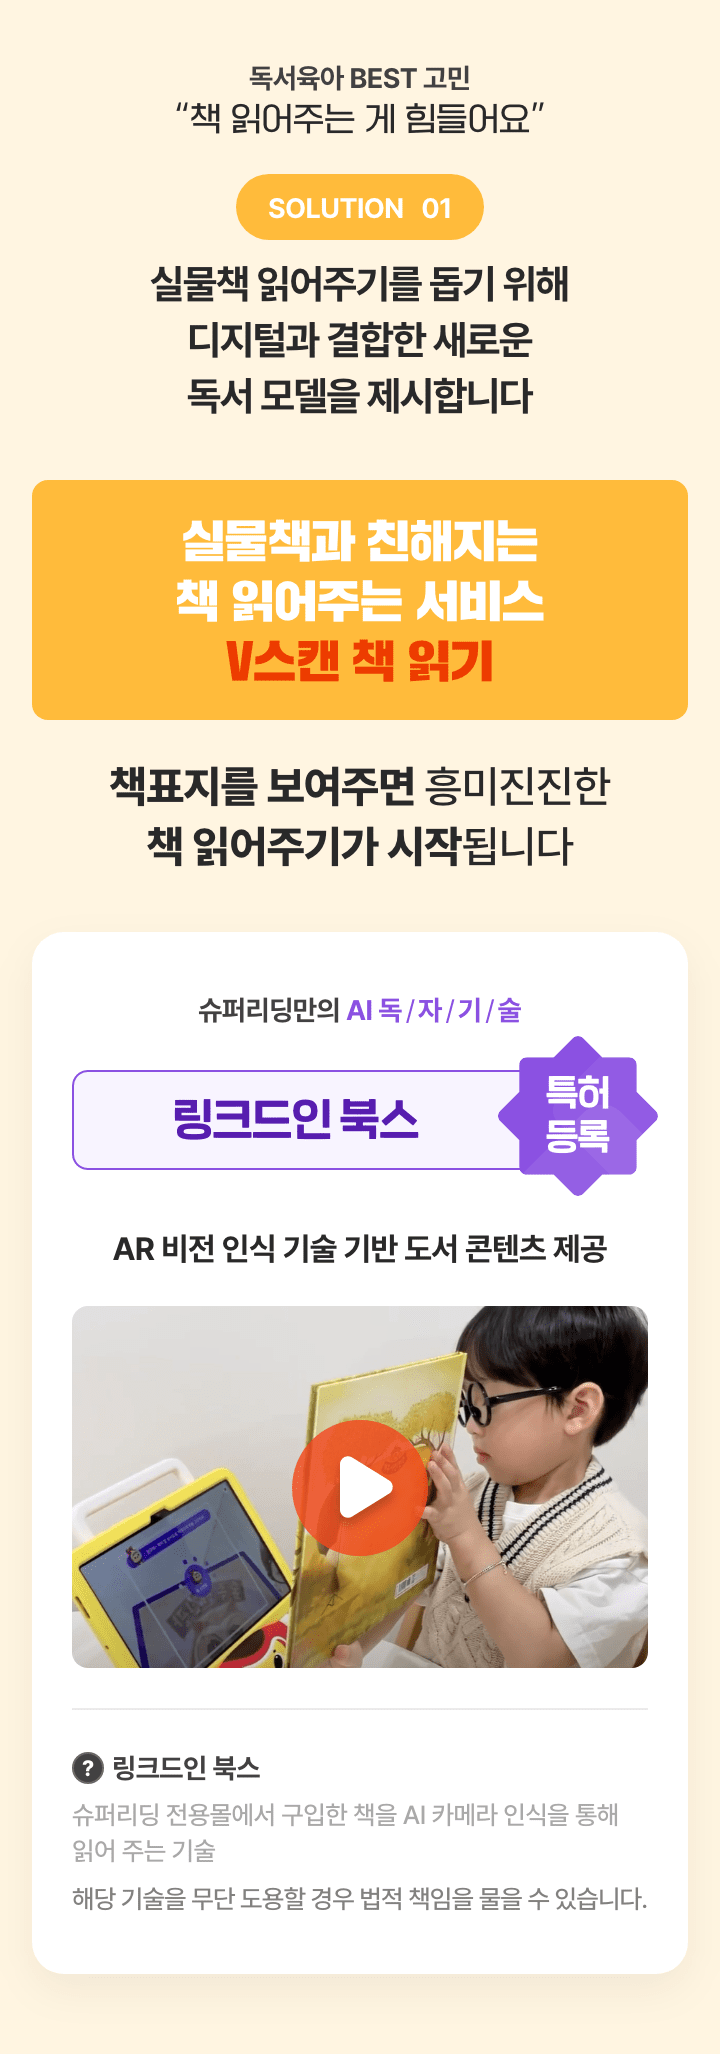 독서육아 BEST 고민
“책 읽어주는 게 힘들어요”
SOLUTION 01
실물책 읽어주기를 돕기 위해
디지털과 결합한 새로운
독서 모델을 제시합니다
실물책과 친해지는
책 읽어주는 서비스
V스캔 책 읽기
책표지를 보여주면 흥미진진한
책 읽어주기가 시작됩니다
슈퍼리딩만의 AI 독/자/기/술
링크드인 북스
특허
등록
AR 비전 인식 기술 기반 도서 콘텐츠 제공
? 링크드인 북스
슈퍼리딩 전용몰에서 구입한 책을 AI 카메라 인식을 통해
읽어 주는 기술
해당 기술을 무단 도용할 경우 법적 책임을 물을 수 있습니다.